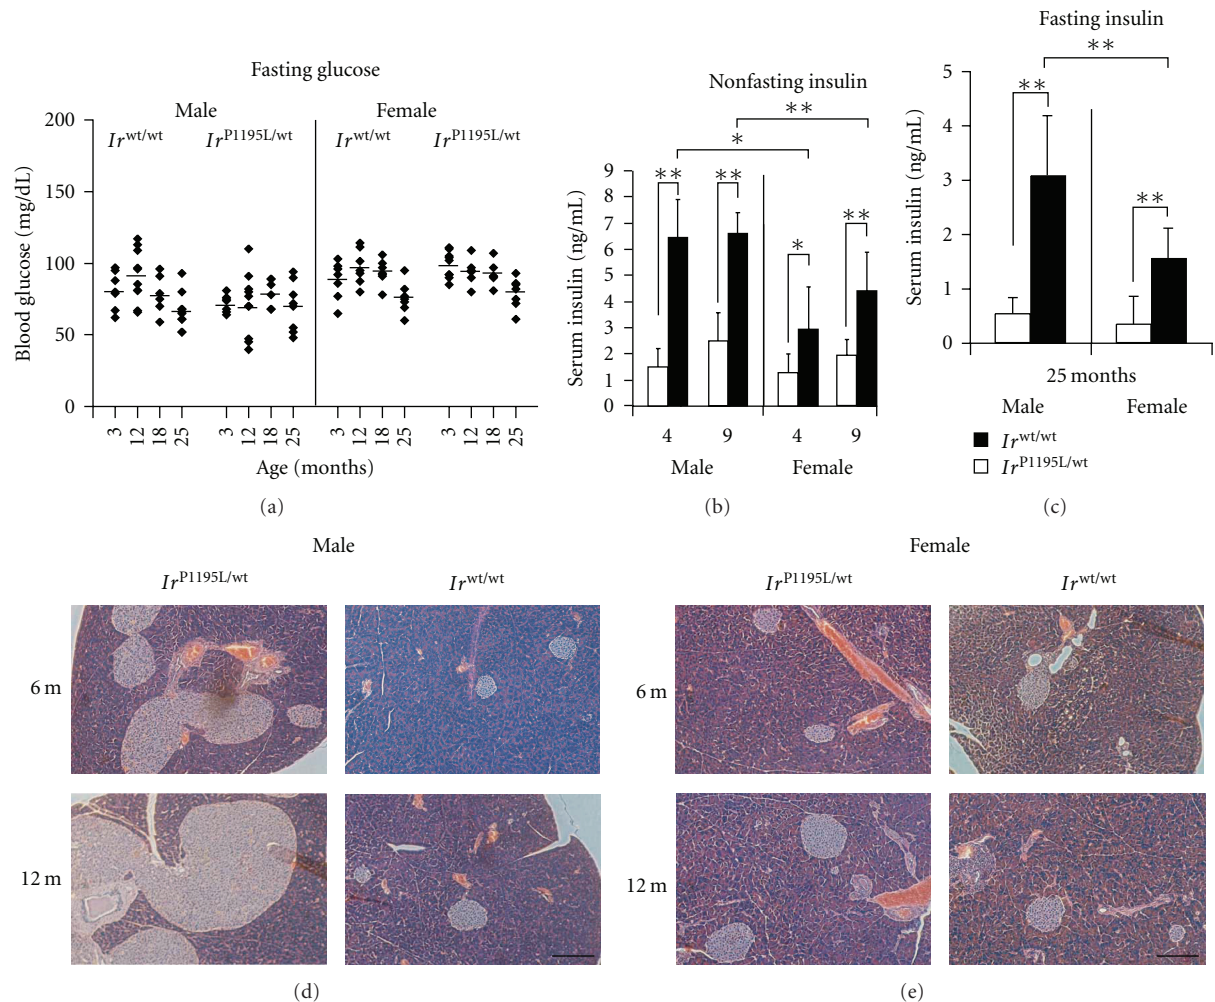 Fasting glucose
Male Female
Ir^wt/wt Ir^P1195L/wt Ir^wt/wt Ir^P1195L/wt
Blood glucose (mg/dL)
200
150
100
50
0
3 12 18 25 3 12 18 25 3 12 18 25 3 12 18 25
Age (months)
(a)
Nonfasting insulin
**
*
** ** * **
Serum insulin (ng/mL)
9
8
7
6
5
4
3
2
1
0
4 9 4 9
Male Female
(b)
Fasting insulin
**
** **
Serum insulin (ng/mL)
5
4
3
2
1
0
25 months
Male Female
Ir^wt/wt
Ir^P1195L/wt
(c)
Male
Ir^P1195L/wt Ir^wt/wt
6 m
12 m
(d)
Female
Ir^P1195L/wt Ir^wt/wt
6 m
12 m
(e)